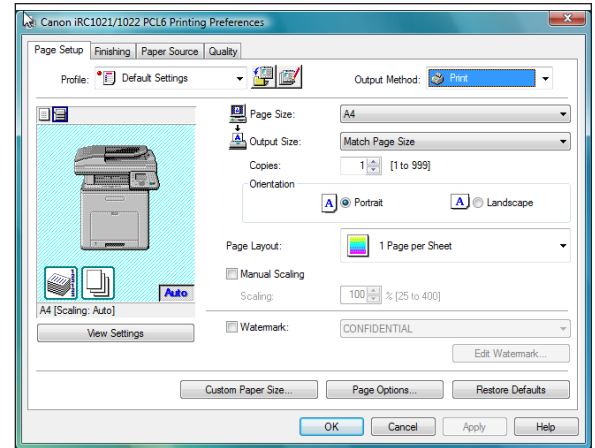 Canon iRC1021/1022 PCL6 Printing Preferences
Page Setup Finishing Paper Source Quality
Profile: Default Settings Output Method: Print
Page Size: A4
Output Size: Match Page Size
Copies: 1 [1 to 999]
Orientation
A Portrait A Landscape
Page Layout: 1 Page per Sheet
Manual Scaling
Auto
Scaling: 100 % [25 to 400]
A4 [Scaling: Auto]
View Settings
Watermark: CONFIDENTIAL
Edit Watermark...
Custom Paper Size... Page Options... Restore Defaults
OK Cancel Apply Help